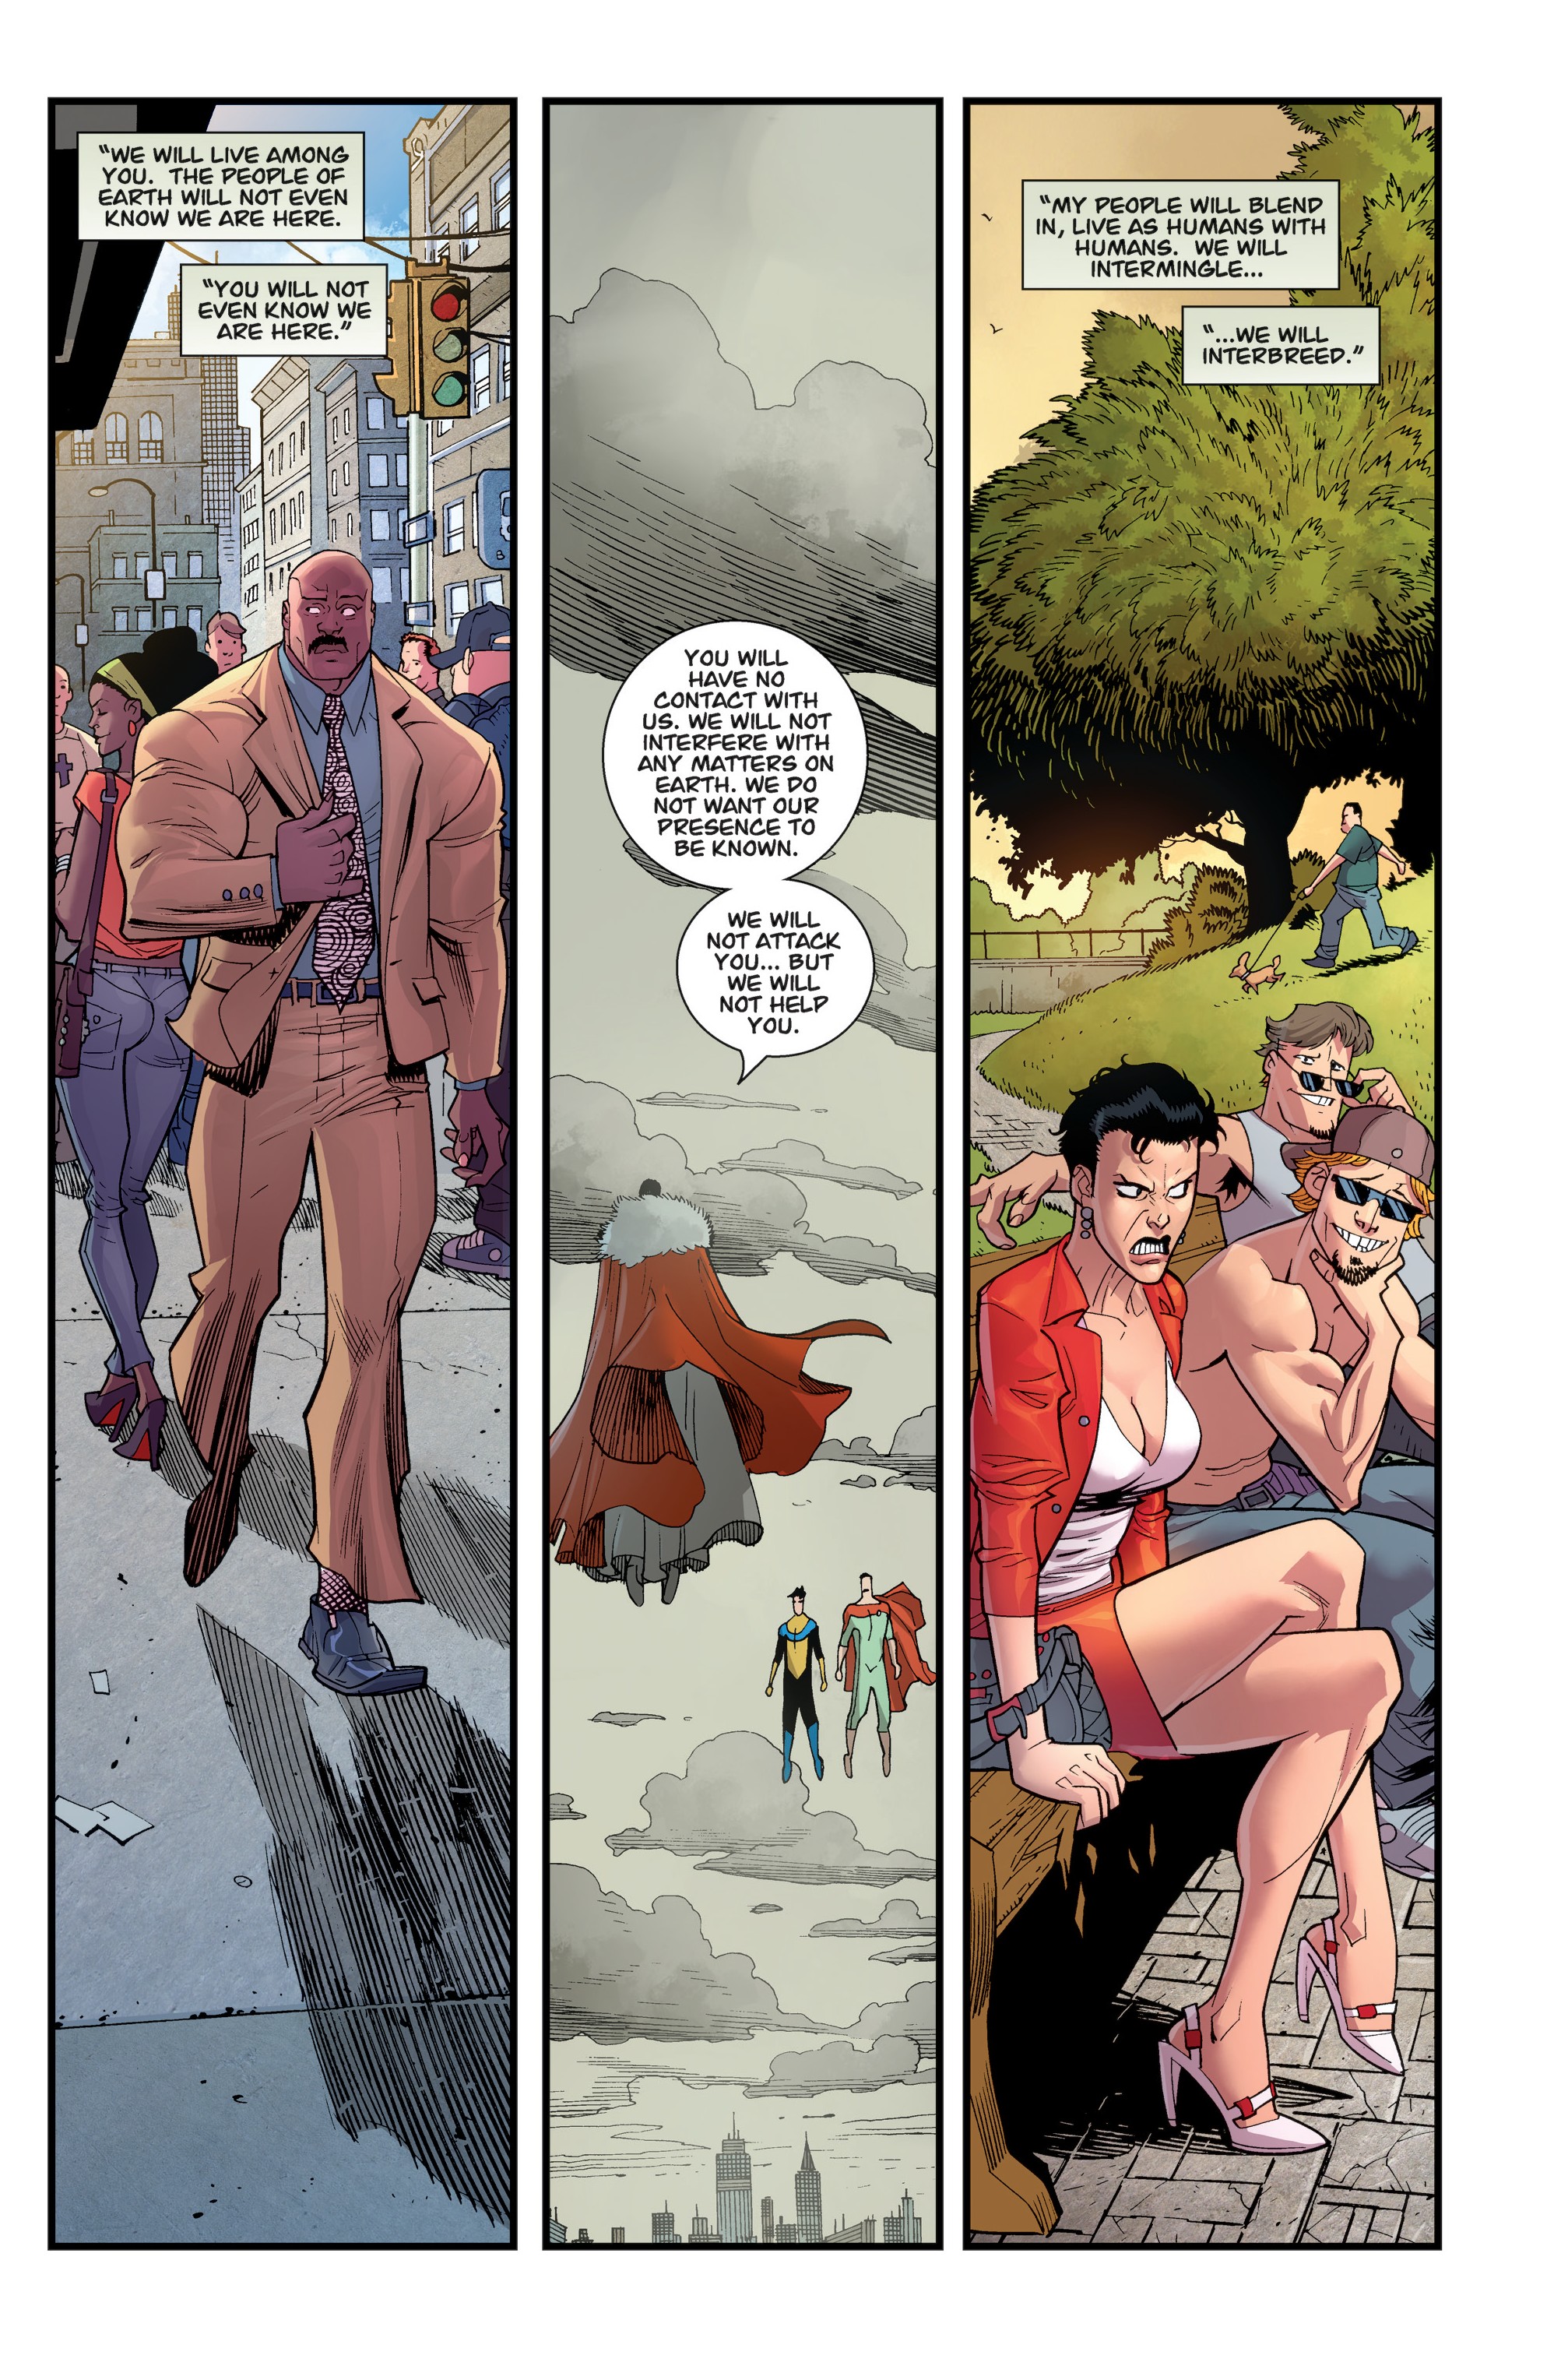 "WE WILL LIVE AMONG
YOU. THE PEOPLE OF
EARTH WILL NOT EVEN
KNOW WE ARE HERE.
"YOU WILL NOT
EVEN KNOW WE
ARE HERE."
YOU WILL
HAVE NO
CONTACT WITH
US. WE WILL NOT
INTERFERE WITH
ANY MATTERS ON
EARTH. WE DO
NOT WANT OUR
PRESENCE TO
BE KNOWN.
WE WILL
NOT ATTACK
YOU... BUT
WE WILL
NOT HELP
YOU.
"MY PEOPLE WILL BLEND
IN, LIVE AS HUMANS WITH
HUMANS. WE WILL
INTERMINGLE...
"...WE WILL
INTERBREED."